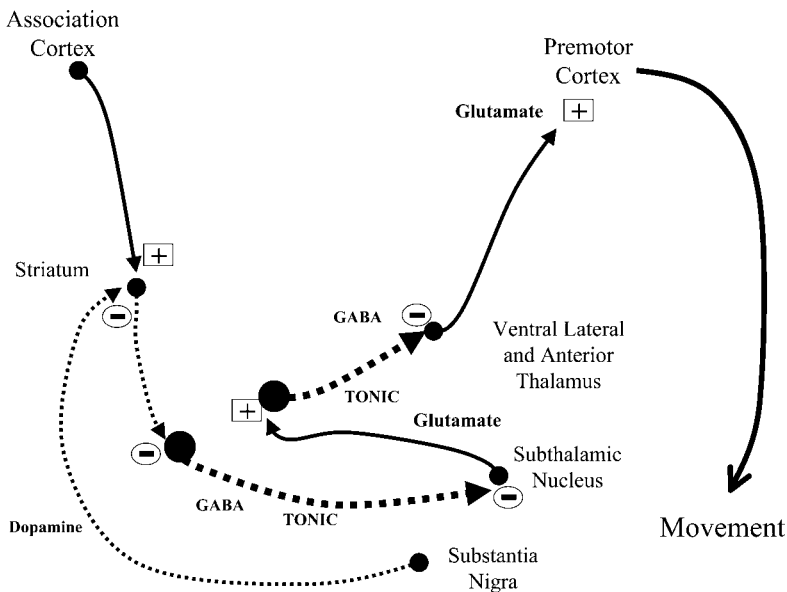 Association
Cortex
Premotor
Cortex
Glutamate
+
+
Striatum
−
GABA
−
Ventral Lateral
and Anterior
Thalamus
TONIC
+
Glutamate
−
Subthalamic
Nucleus
−
GABA
TONIC
Dopamine
Movement
Substantia
Nigra